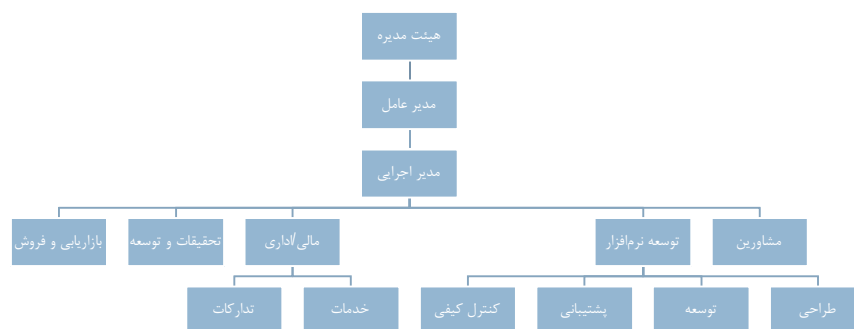 هیئت مدیره
مدیر عامل
مدیر اجرایی
مشاورین
توسعه نرم‌افزار
مالی/اداری
تحقیقات و توسعه
بازاریابی و فروش
طراحی
توسعه
پشتیبانی
کنترل کیفی
خدمات
تدارکات